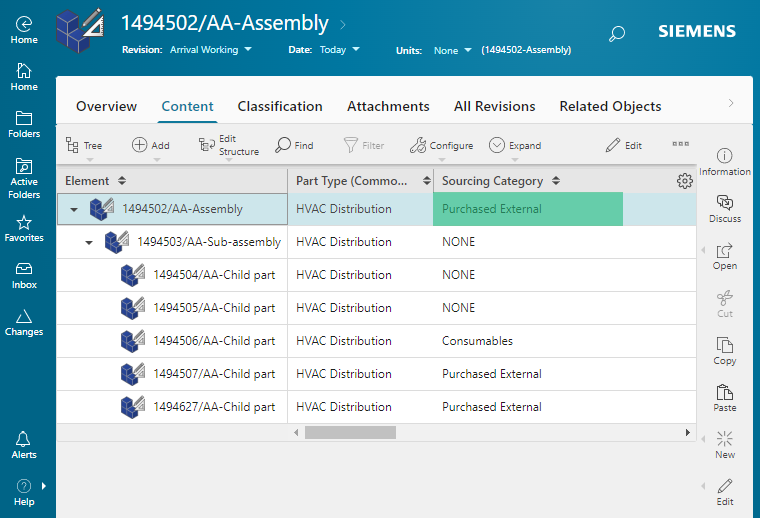 Home
Home
Folders
Active
Folders
Favorites
Inbox
Changes
Alerts
Help
1494502/AA-Assembly
Revision: Arrival Working Date: Today Units: None (1494502-Assembly)
SIEMENS
Overview Content Classification Attachments All Revisions Related Objects
Tree Add Edit Structure Find Filter Configure Expand Edit
Element Part Type (Commo... Sourcing Category
1494502/AA-Assembly HVAC Distribution Purchased External
1494503/AA-Sub-assembly HVAC Distribution NONE
1494504/AA-Child part HVAC Distribution NONE
1494505/AA-Child part HVAC Distribution NONE
1494506/AA-Child part HVAC Distribution Consumables
1494507/AA-Child part HVAC Distribution Purchased External
1494627/AA-Child part HVAC Distribution Purchased External
Information
Discuss
Open
Cut
Copy
Paste
New
Edit